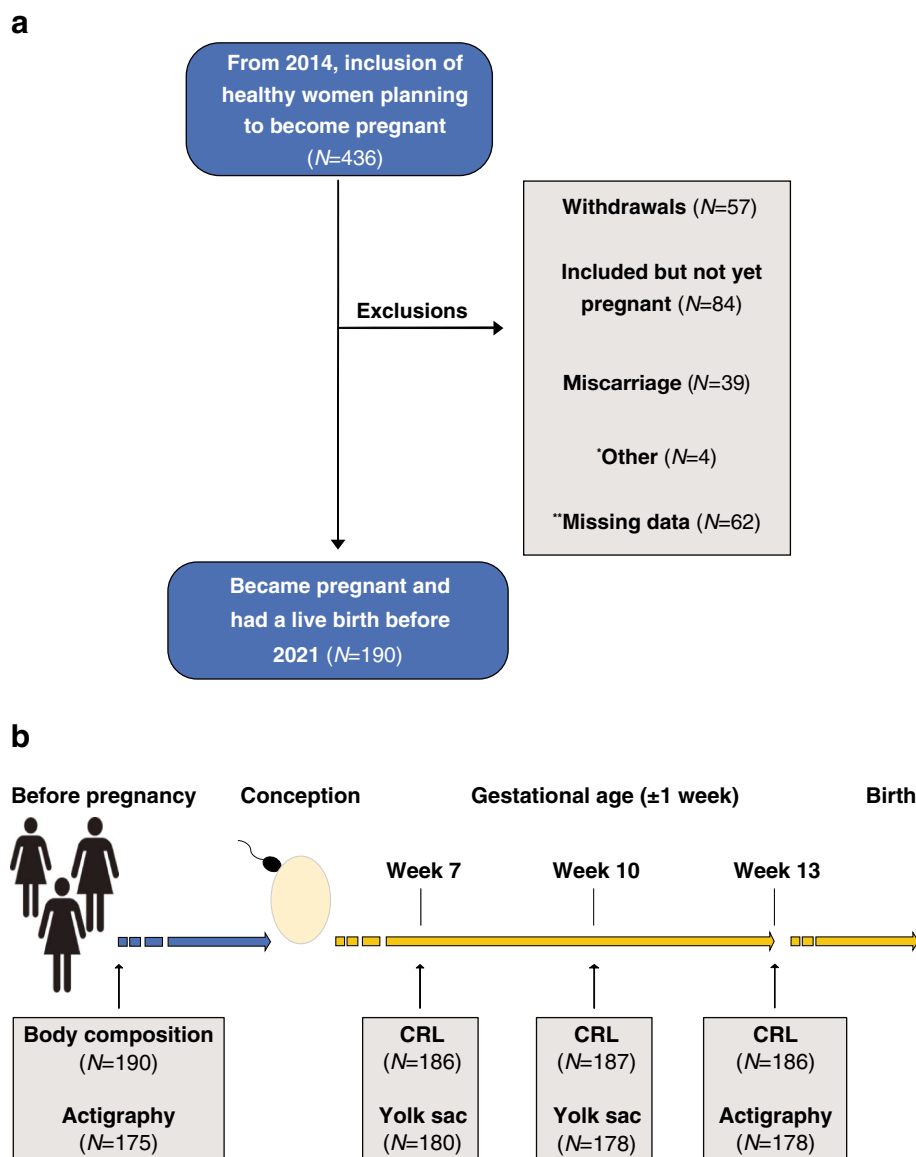 a
From 2014, inclusion of
healthy women planning
to become pregnant
(N=436)
Exclusions
Withdrawals (N=57)
Included but not yet
pregnant (N=84)
Miscarriage (N=39)
*Other (N=4)
**Missing data (N=62)
Became pregnant and
had a live birth before
2021 (N=190)
b
Before pregnancy
Conception
Gestational age (±1 week)
Birth
Week 7
Week 10
Week 13
Body composition
(N=190)
Actigraphy
(N=175)
CRL
(N=186)
Yolk sac
(N=180)
CRL
(N=187)
Yolk sac
(N=178)
CRL
(N=186)
Actigraphy
(N=178)